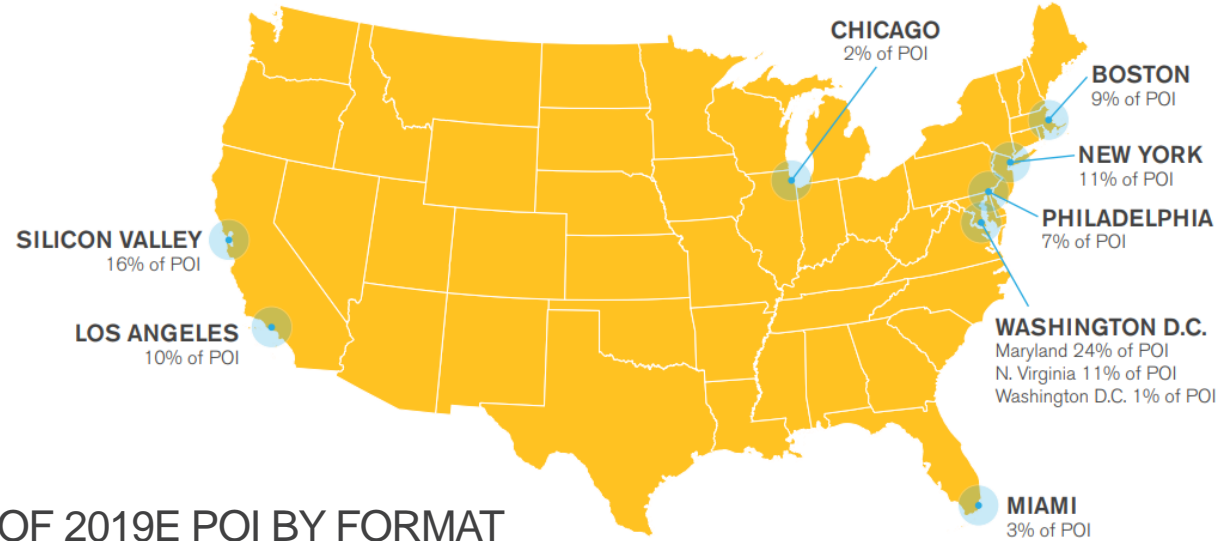 CHICAGO
2% of POI
BOSTON
9% of POI
NEW YORK
11% of POI
PHILADELPHIA
7% of POI
SILICON VALLEY
16% of POI
LOS ANGELES
10% of POI
WASHINGTON D.C.
Maryland 24% of POI
N. Virginia 11% of POI
Washington D.C. 1% of POI
MIAMI
3% of POI
OF 2019E POI BY FORMAT